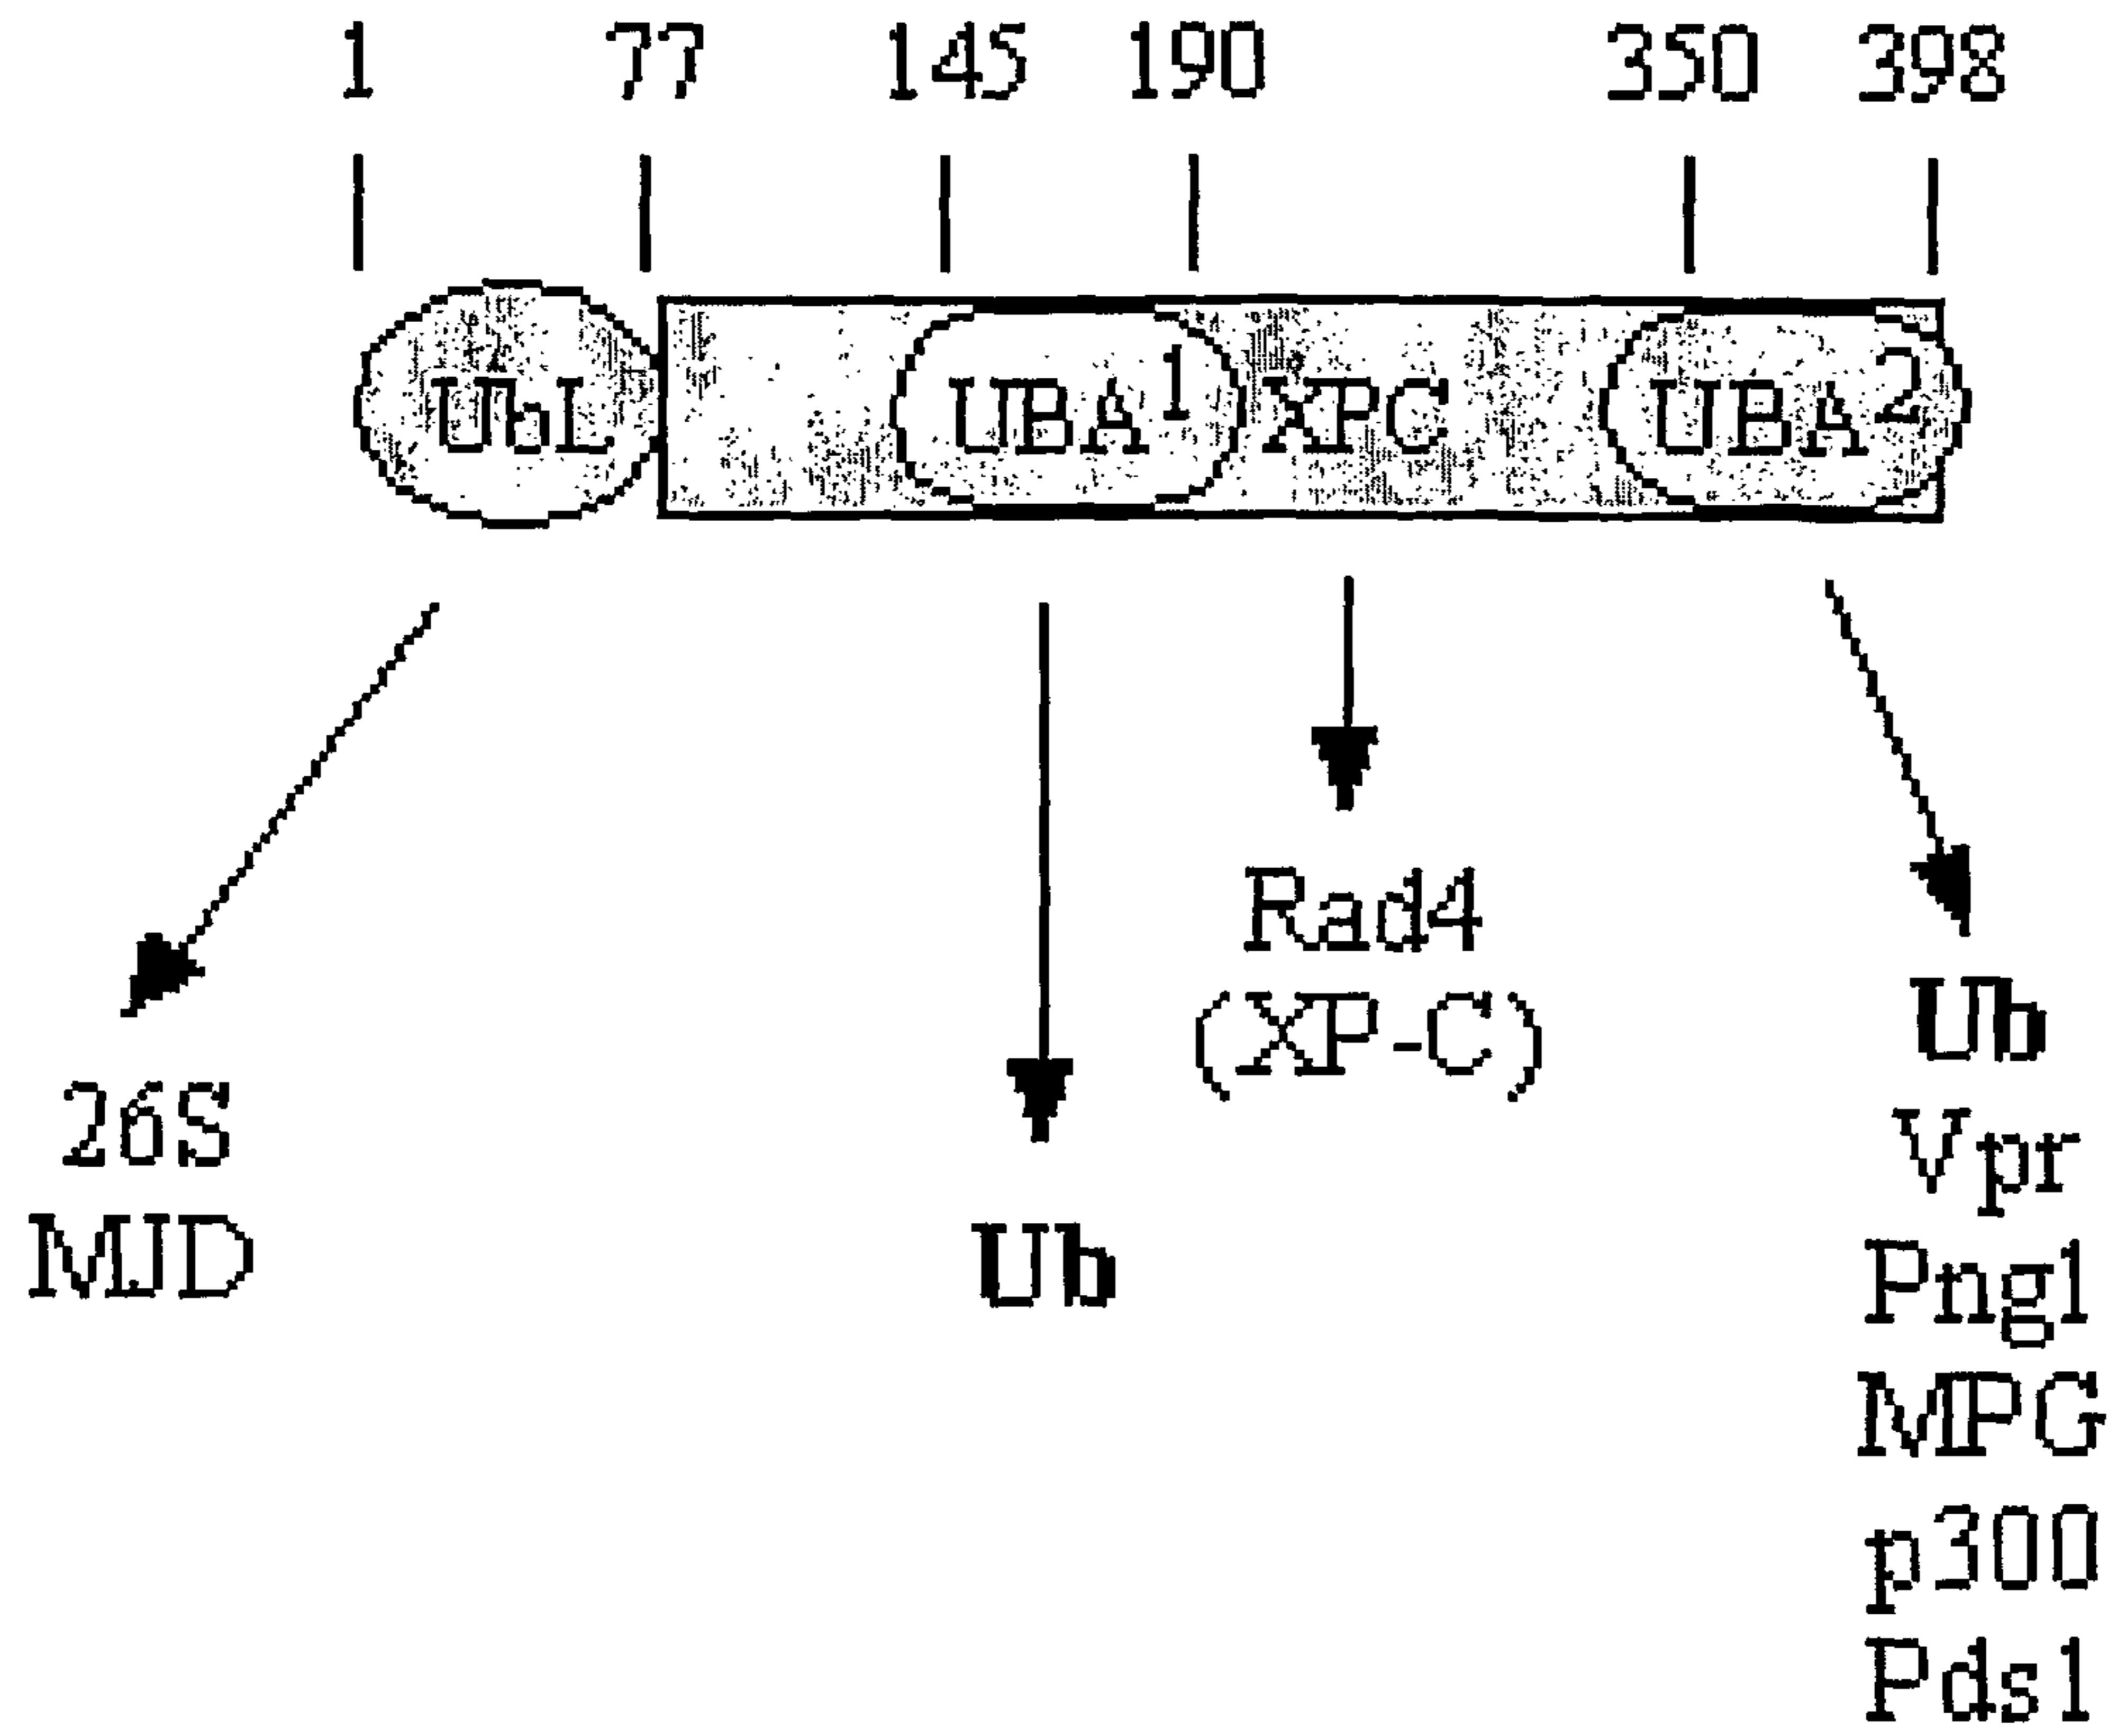 1 77 145 190 350 398
UbL UBA1 XPC UBA2
Rad4
(XP-C)
26S
MJD
Ub
Ub
Vpr
Png1
MPG
p300
Pds1